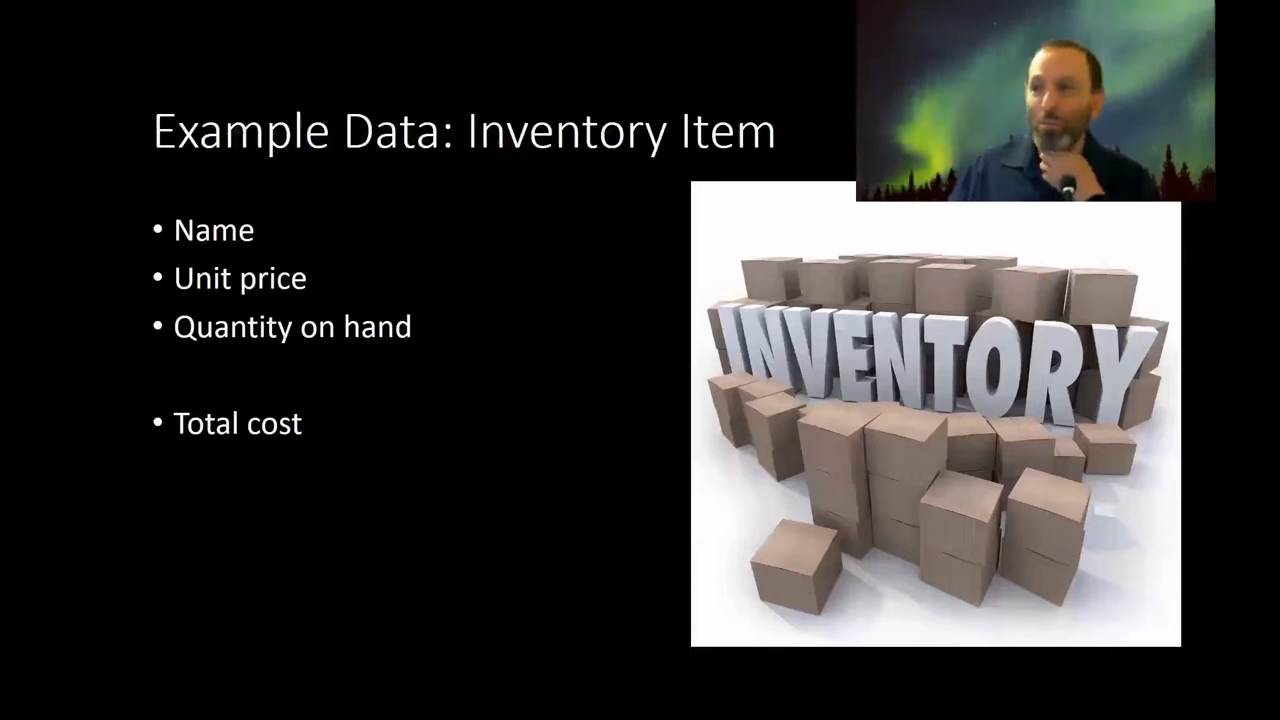 Example Data: Inventory Item
• Name
• Unit price
• Quantity on hand
• Total cost
INVENTORY